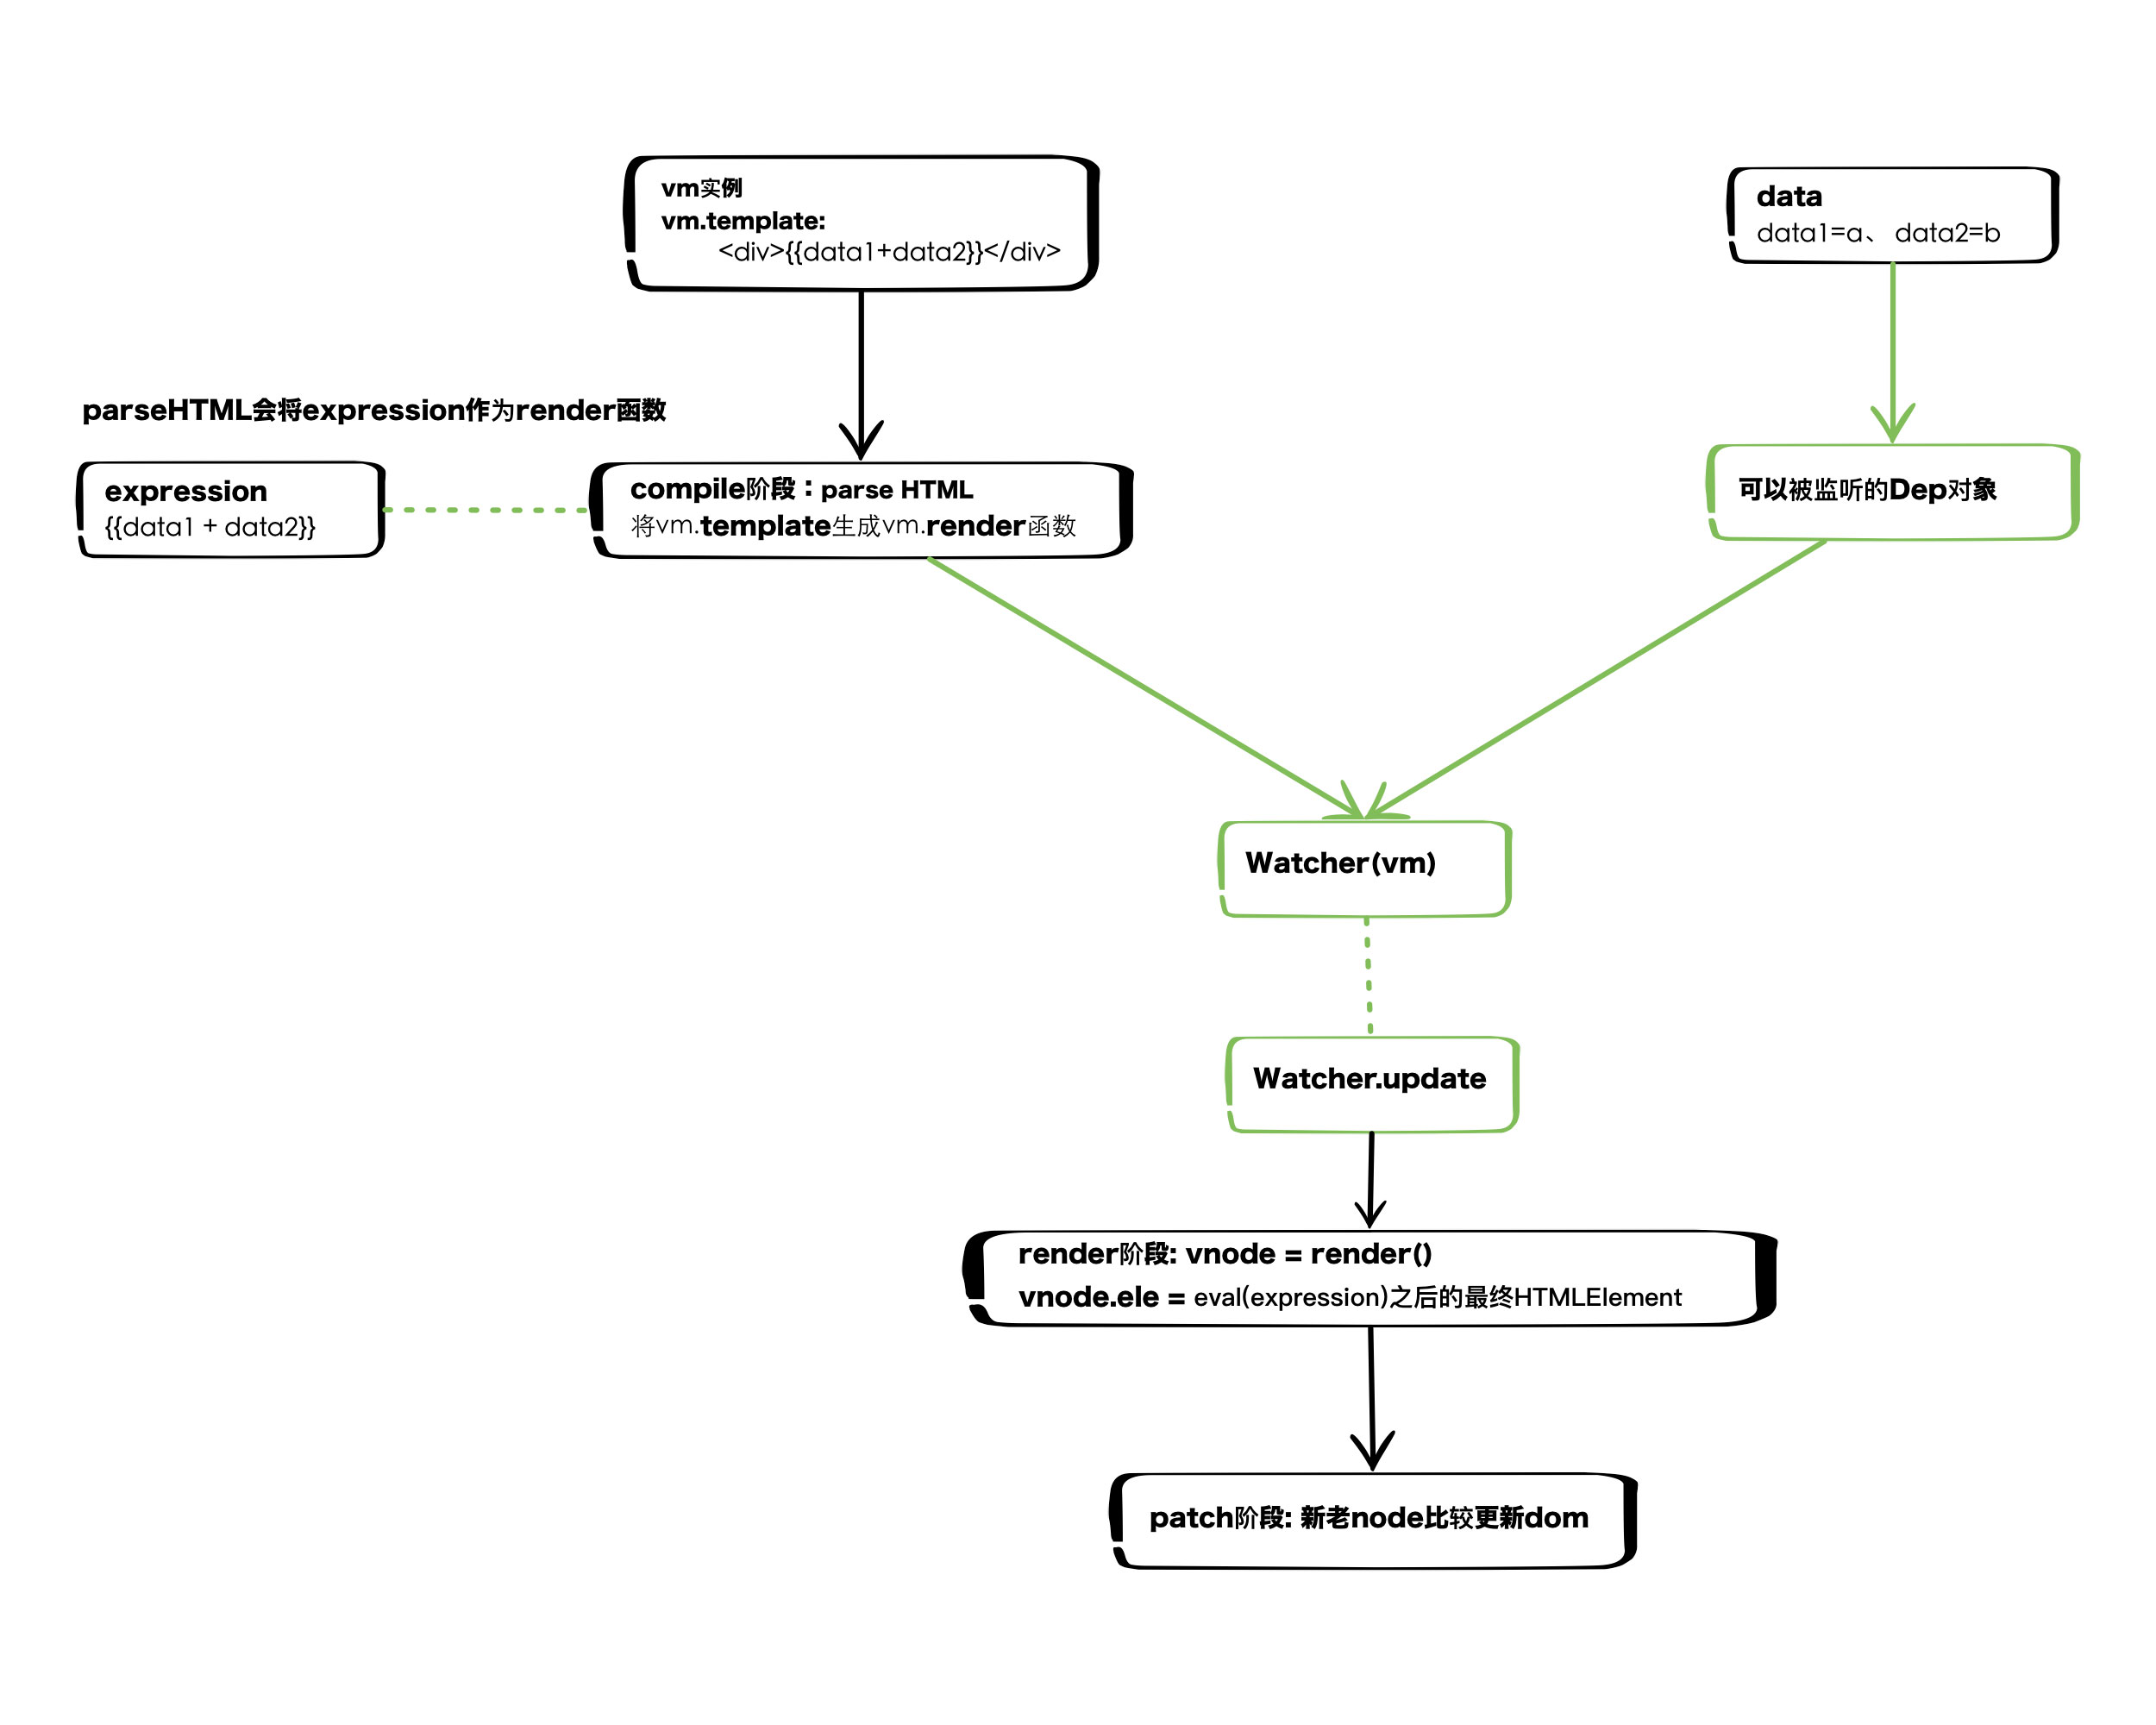 vm实例
vm.template:
<div>{{data1+data2}}</div>
data
data1=a、 data2=b
parseHTML会将expression作为render函数
expression
{{data1 + data2}}
compile阶段：parse HTML
将vm.template生成vm.render函数
可以被监听的Dep对象
Watcher(vm)
Watcher.update
render阶段: vnode = render()
vnode.ele = eval(expression)之后的最终HTMLElement
patch阶段: 新老node比较更新dom